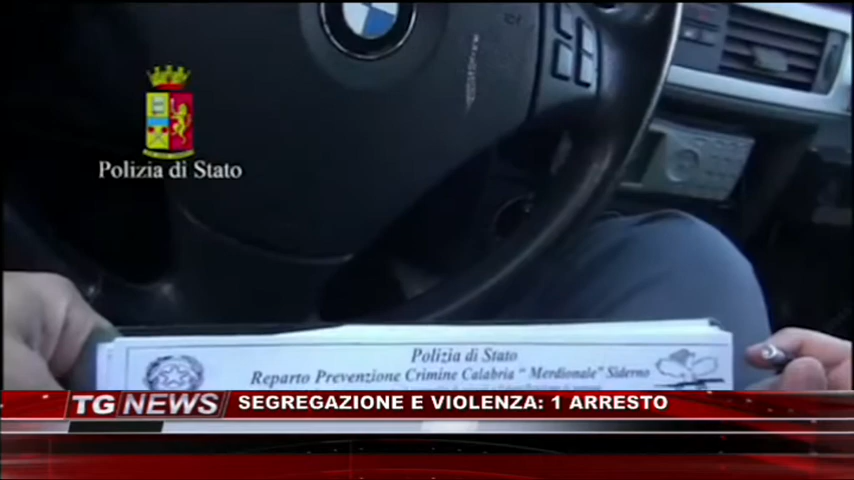 Polizia di Stato
Polizia di Stato
Reparto Prevenzione Crimine Calabria “ Merdionale” Siderno
TG NEWS
SEGREGAZIONE E VIOLENZA: 1 ARRESTO